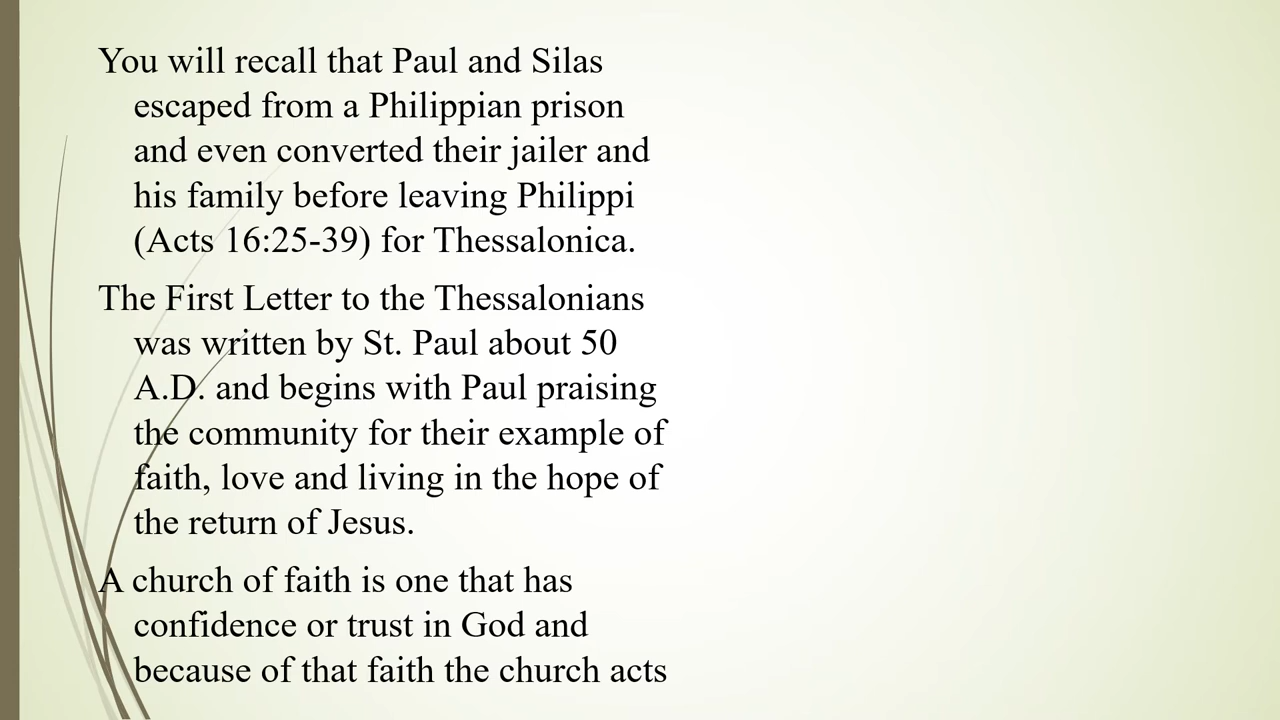 You will recall that Paul and Silas
escaped from a Philippian prison
and even converted their jailer and
his family before leaving Philippi
(Acts 16:25-39) for Thessalonica.
The First Letter to the Thessalonians
was written by St. Paul about 50
A.D. and begins with Paul praising
the community for their example of
faith, love and living in the hope of
the return of Jesus.
A church of faith is one that has
confidence or trust in God and
because of that faith the church acts